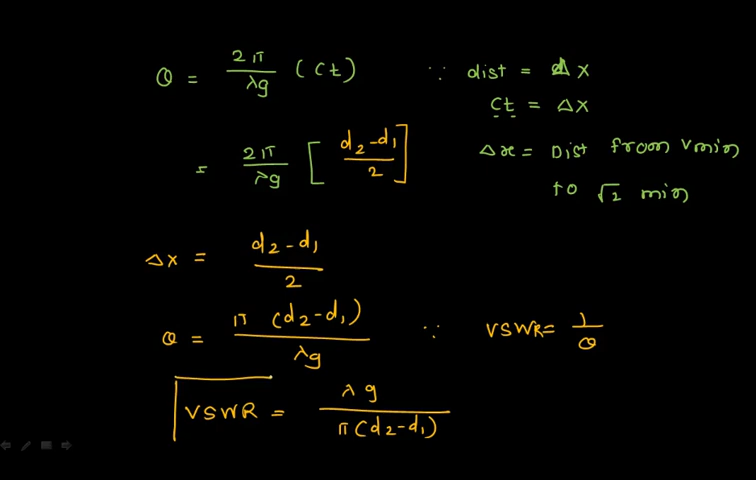 θ = 2π/λg (Ct) ∵ dist = Δx
Ct = Δx
= 2π/λg [d₂-d₁/2] Δx = Dist from Vmin
to √2 min
Δx = d₂-d₁/2
θ = π(d₂-d₁)/λg ∵ VSWR = 1/θ
VSWR = λg/π(d₂-d₁)